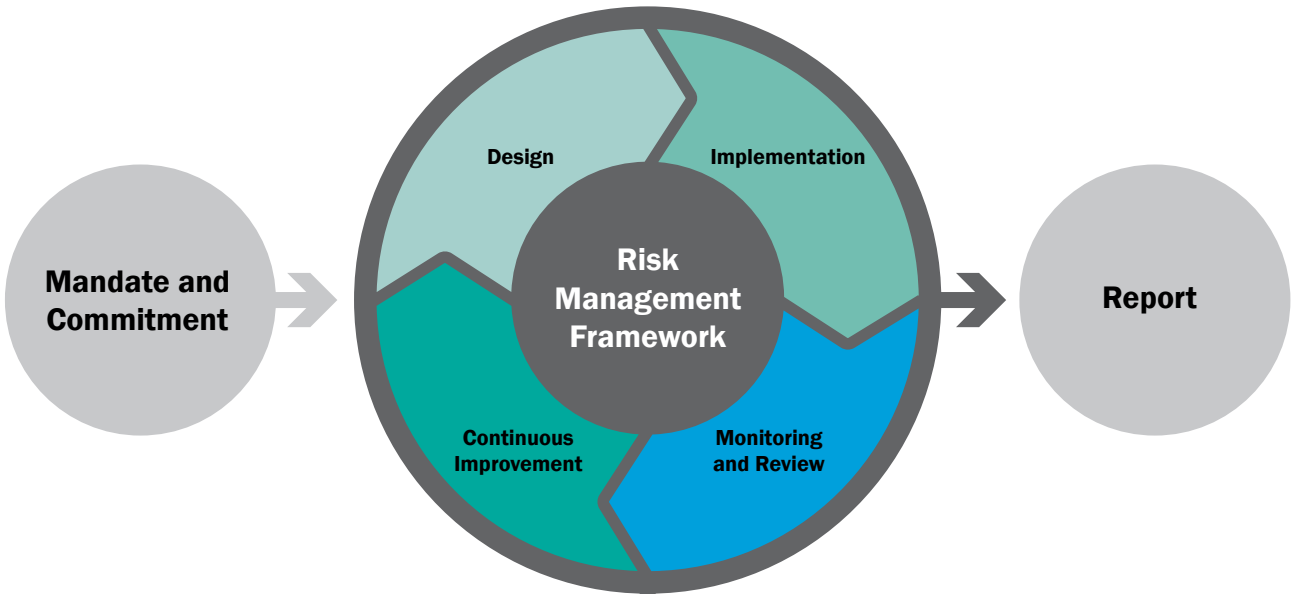 Mandate and
Commitment
Design
Implementation
Risk
Management
Framework
Continuous
Improvement
Monitoring
and Review
Report